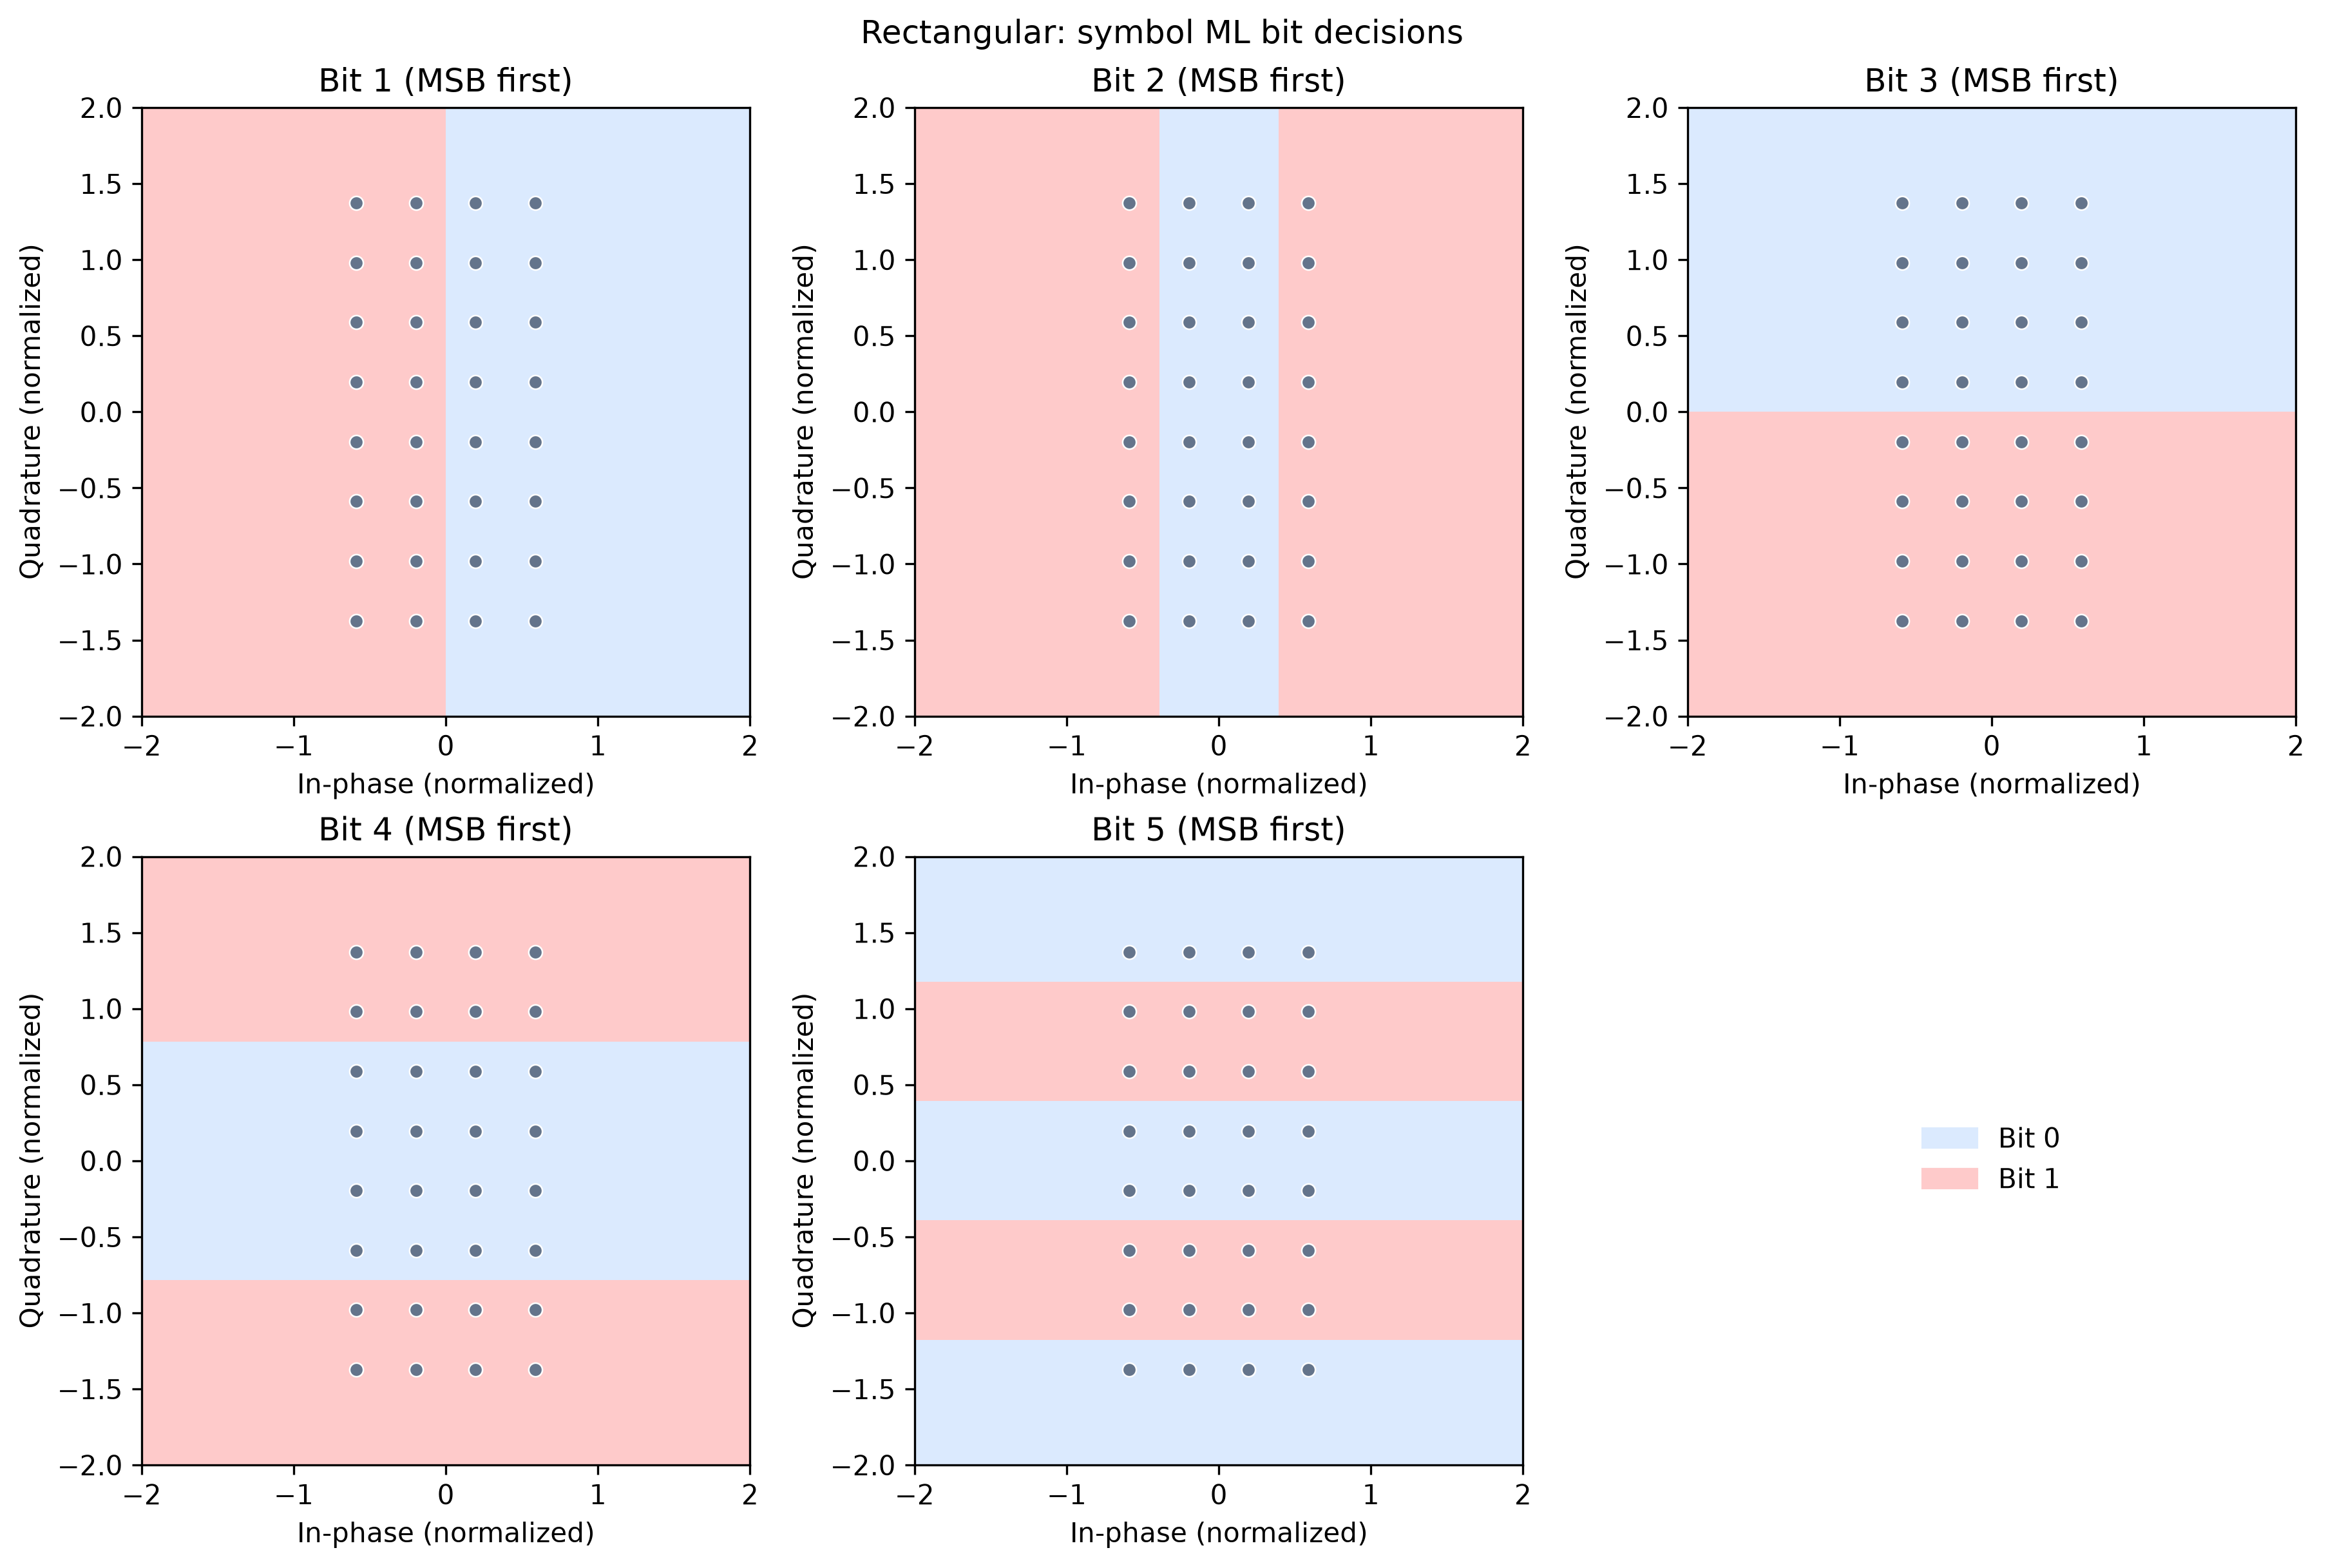 Rectangular: symbol ML bit decisions
Bit 1 (MSB first)
2.0
1.5
1.0
0.5
0.0
−0.5
−1.0
−1.5
−2.0
Quadrature (normalized)
−2 −1 0 1 2
In-phase (normalized)
Bit 2 (MSB first)
2.0
1.5
1.0
0.5
0.0
−0.5
−1.0
−1.5
−2.0
Quadrature (normalized)
−2 −1 0 1 2
In-phase (normalized)
Bit 3 (MSB first)
2.0
1.5
1.0
0.5
0.0
−0.5
−1.0
−1.5
−2.0
Quadrature (normalized)
−2 −1 0 1 2
In-phase (normalized)
Bit 4 (MSB first)
2.0
1.5
1.0
0.5
0.0
−0.5
−1.0
−1.5
−2.0
Quadrature (normalized)
−2 −1 0 1 2
In-phase (normalized)
Bit 5 (MSB first)
2.0
1.5
1.0
0.5
0.0
−0.5
−1.0
−1.5
−2.0
Quadrature (normalized)
−2 −1 0 1 2
In-phase (normalized)
Bit 0
Bit 1